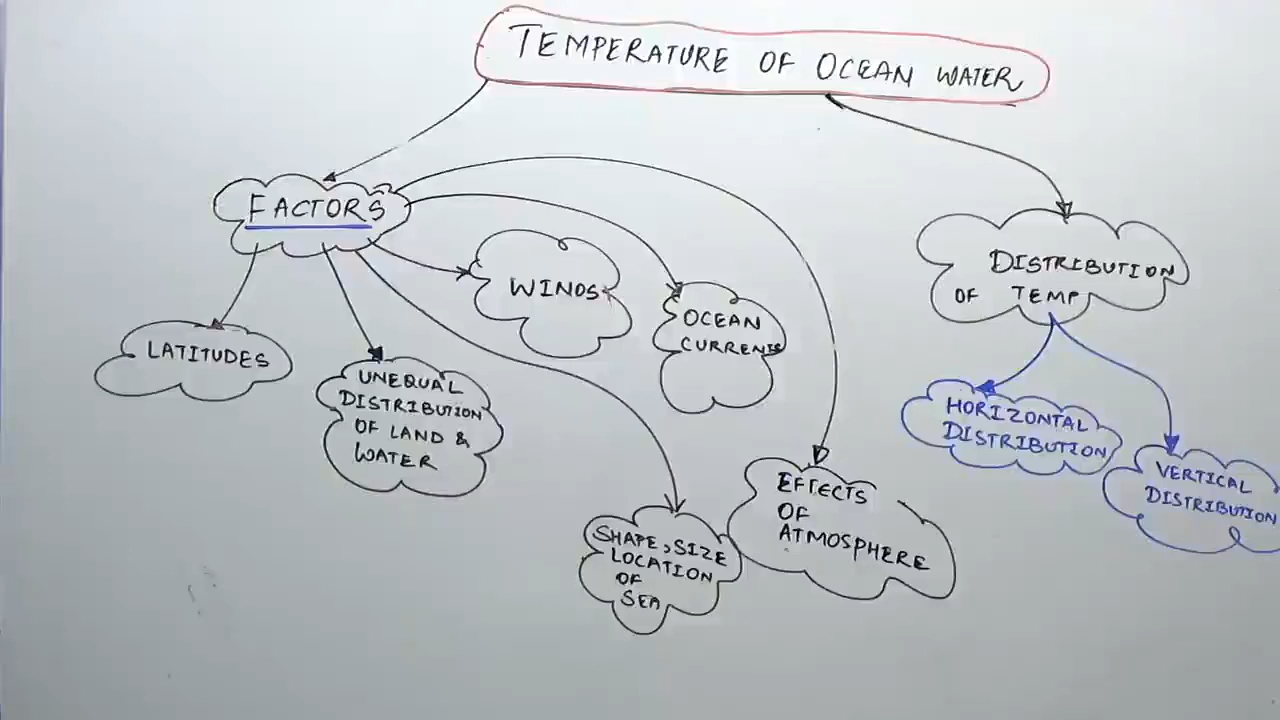 TEMPERATURE OF OCEAN WATER
FACTORS
LATITUDES
UNEQUAL
DISTRIBUTION
OF LAND &
WATER
WINDS
OCEAN
CURRENTS
SHAPE, SIZE
LOCATION
OF
SEA
EFFECTS
OF
ATMOSPHERE
DISTRIBUTION
OF TEMP
HORIZONTAL
DISTRIBUTION
VERTICAL
DISTRIBUTION